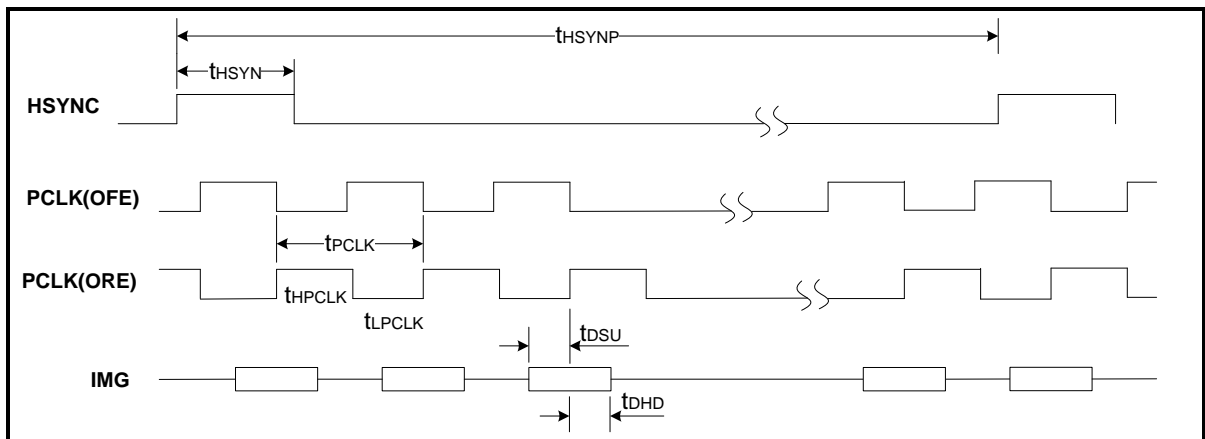 tHSYNP
tHSYN
HSYNC
PCLK(OFE)
tPCLK
PCLK(ORE)
tHPCLK
tLPCLK
tDSU
IMG
tDHD